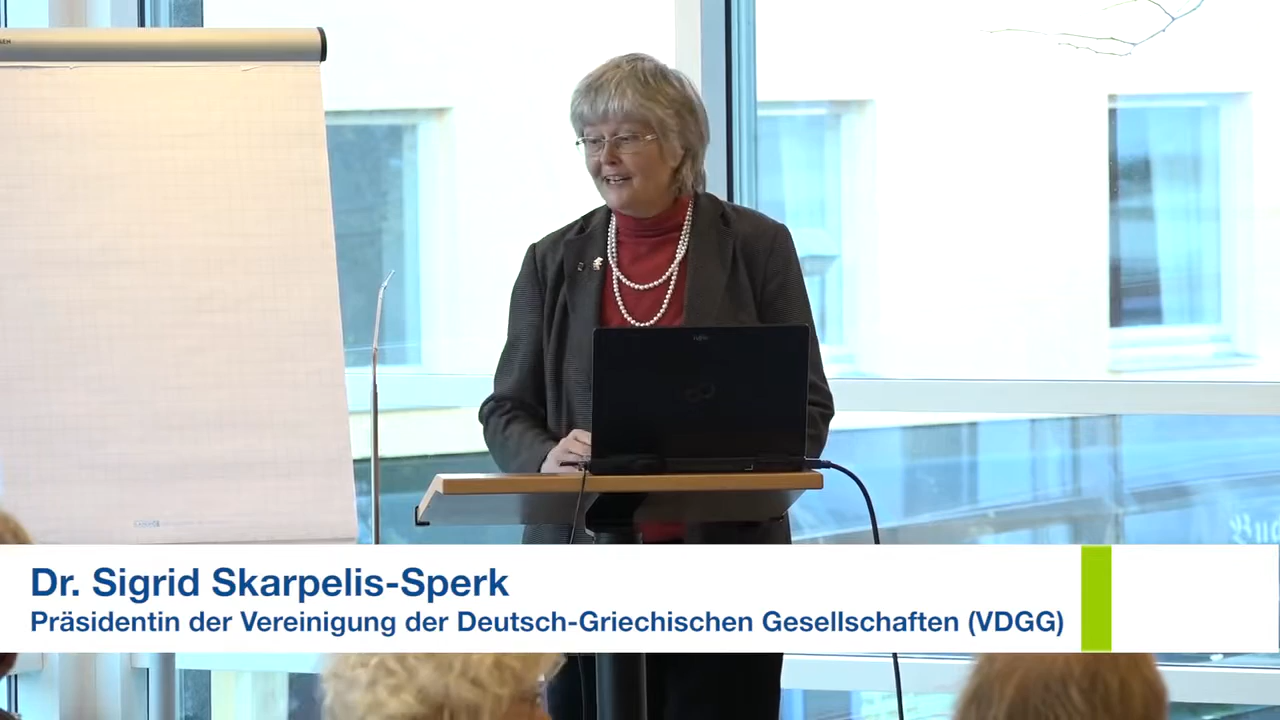 Dr. Sigrid Skarpelis-Sperk
Präsidentin der Vereinigung der Deutsch-Griechischen Gesellschaften (VDGG)